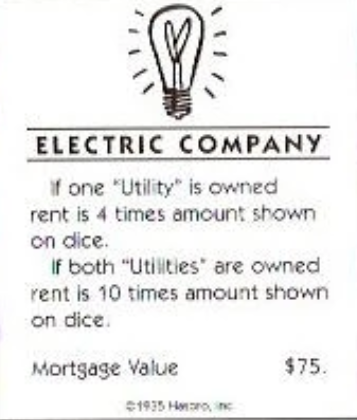 ELECTRIC COMPANY
If one "Utility" is owned
rent is 4 times amount shown
on dice.
If both "Utilities" are owned
rent is 10 times amount shown
on dice.
Mortgage Value $75.
©1935 Hasbro, Inc.